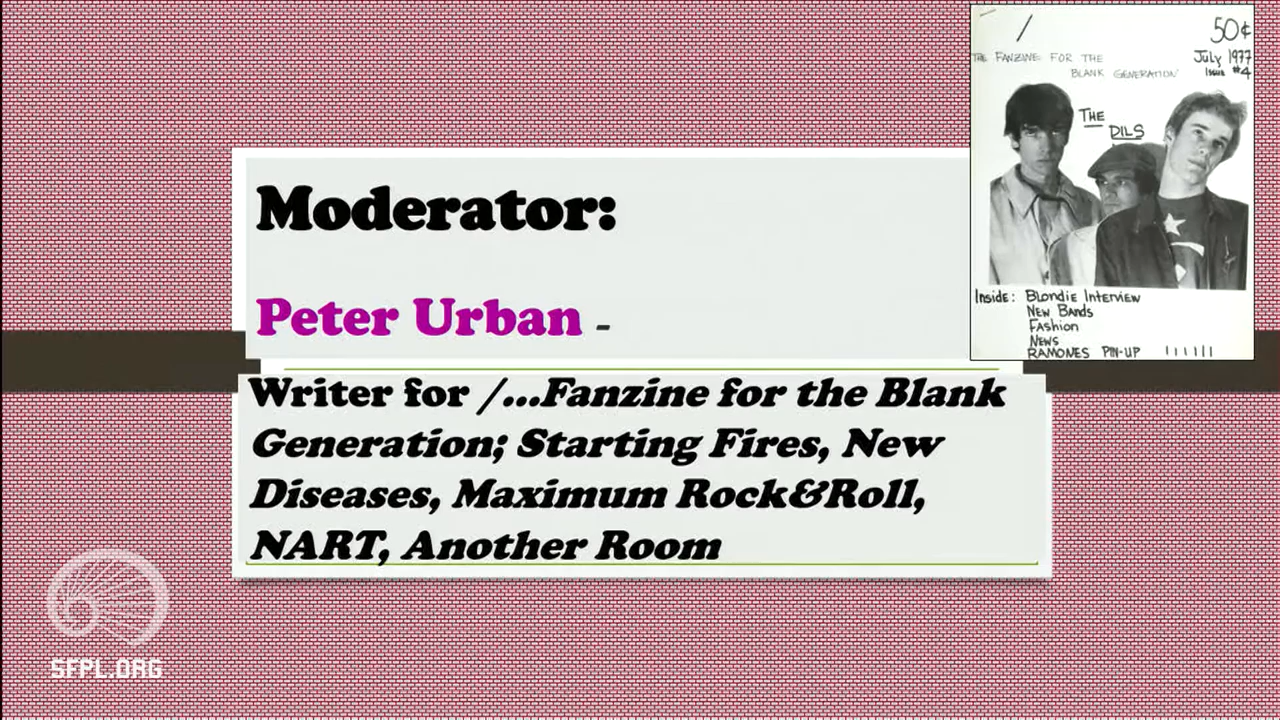 /
50¢
THE FANZINE FOR THE
BLANK GENERATION
July 1977
ISSUE #4
THE
DILS
Moderator:
Peter Urban -
Inside: Blondie Interview
New Bands
Fashion
News
RAMONES PIN-UP !!!!!!
Writer for /...Fanzine for the Blank
Generation; Starting Fires, New
Diseases, Maximum Rock&Roll,
NART, Another Room
SFPL.ORG